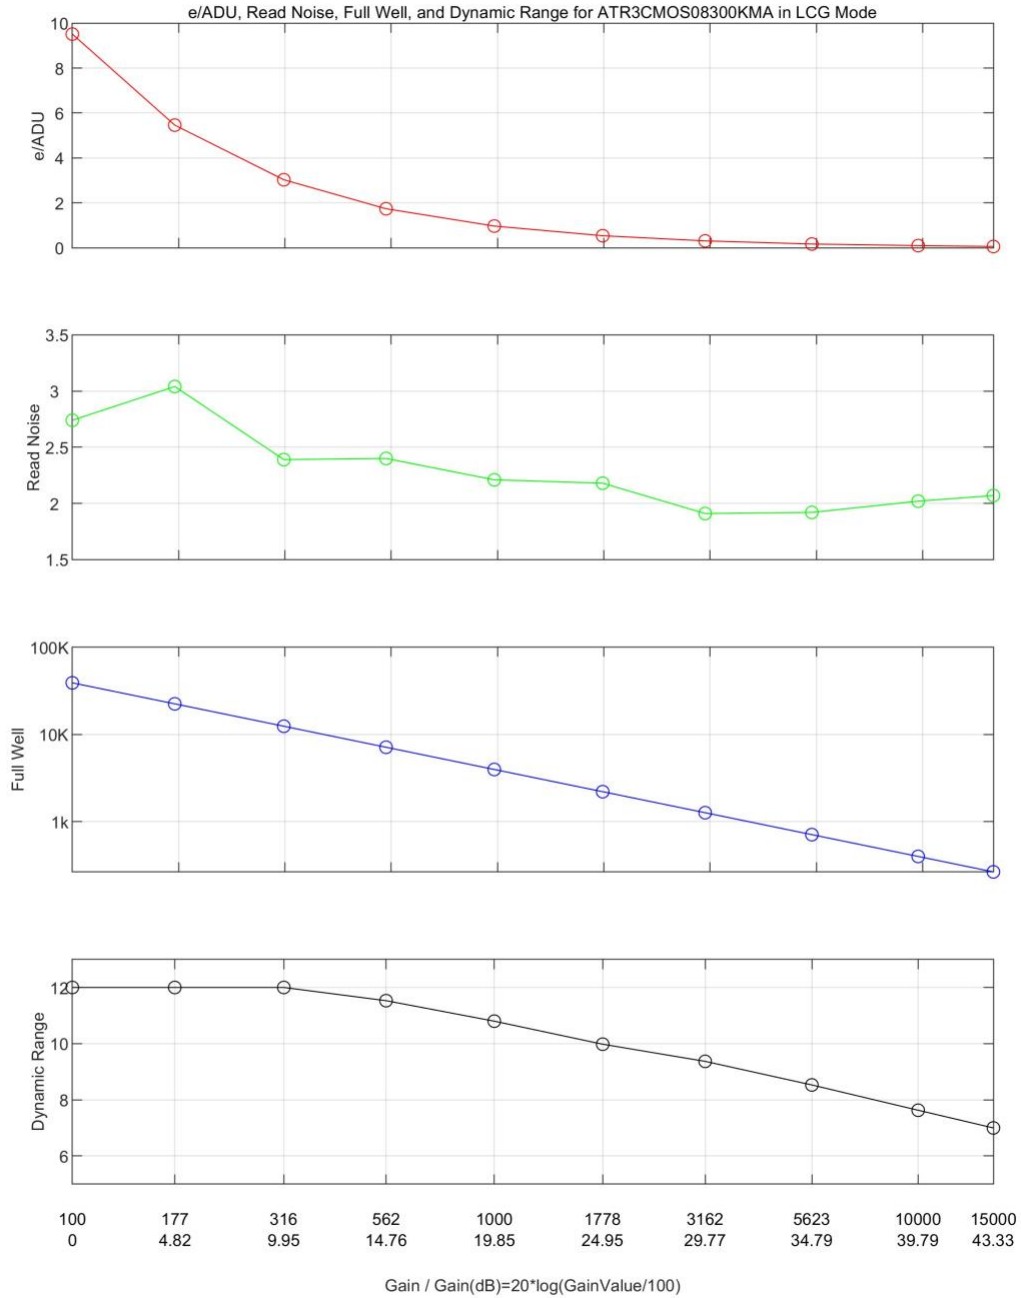 e/ADU, Read Noise, Full Well, and Dynamic Range for ATR3CMOS08300KMA in LCG Mode
10
8
6
4
2
0
e/ADU
3.5
3
2.5
2
1.5
Read Noise
100K
10K
1k
Full Well
12
10
8
6
Dynamic Range
100 177 316 562 1000 1778 3162 5623 10000 15000
0 4.82 9.95 14.76 19.85 24.95 29.77 34.79 39.79 43.33
Gain / Gain(dB)=20*log(GainValue/100)